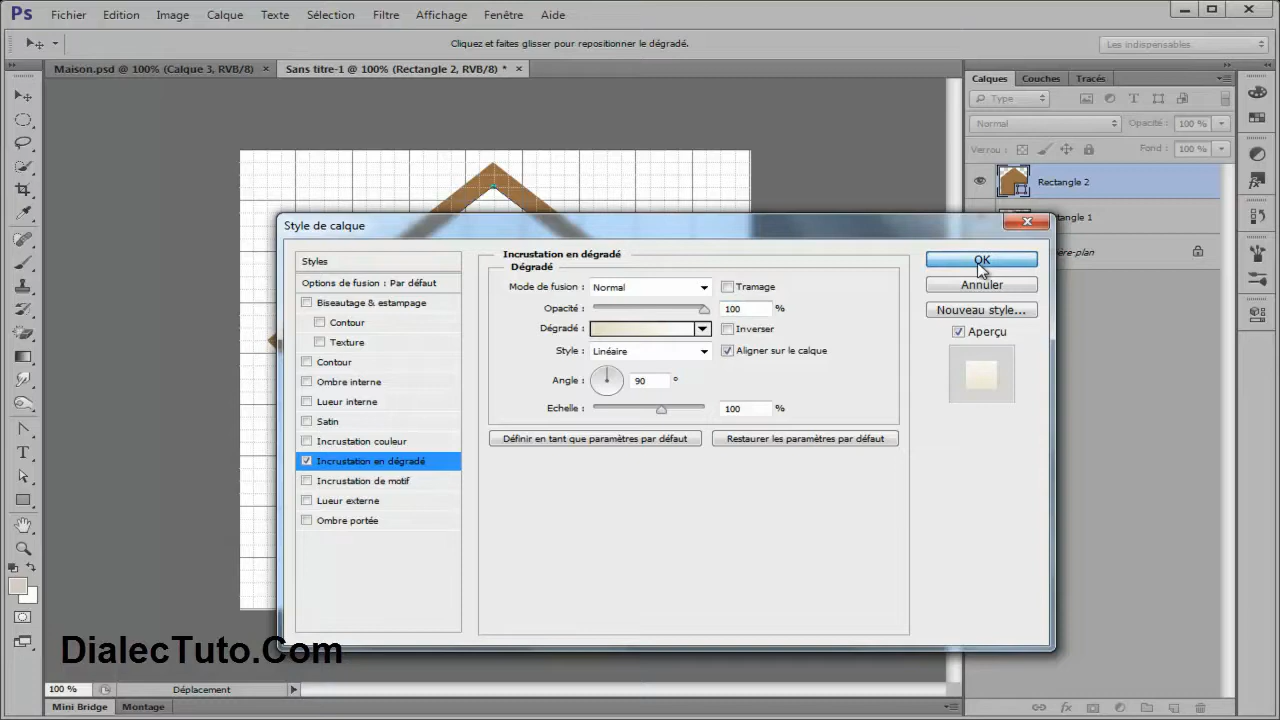 Ps Fichier Edition Image Calque Texte Sélection Filtre Affichage Fenêtre Aide
Cliquez et faites glisser pour repositionner le dégradé.
Les indispensables
Maison.psd @ 100% (Calque 3, RVB/8) × Sans titre-1 @ 100% (Rectangle 2, RVB/8) * ×
Calques Couches Tracés
Type
Normal Opacité : 100 %
Verrou : Fond : 100 %
Rectangle 2
tangle 1
ère-plan
Style de calque
Styles
Options de fusion : Par défaut
Biseautage & estampage
Contour
Texture
Contour
Ombre interne
Lueur interne
Satin
Incrustation couleur
Incrustation en dégradé
Incrustation de motif
Lueur externe
Ombre portée
Incrustation en dégradé
Dégradé
Mode de fusion : Normal Tramage
Opacité : 100 %
Dégradé : Inverser
Style : Linéaire Aligner sur le calque
Angle : 90 °
Echelle : 100 %
Définir en tant que paramètres par défaut Restaurer les paramètres par défaut
OK
Annuler
Nouveau style...
Aperçu
DialecTuto.Com
100 % Déplacement
Mini Bridge Montage